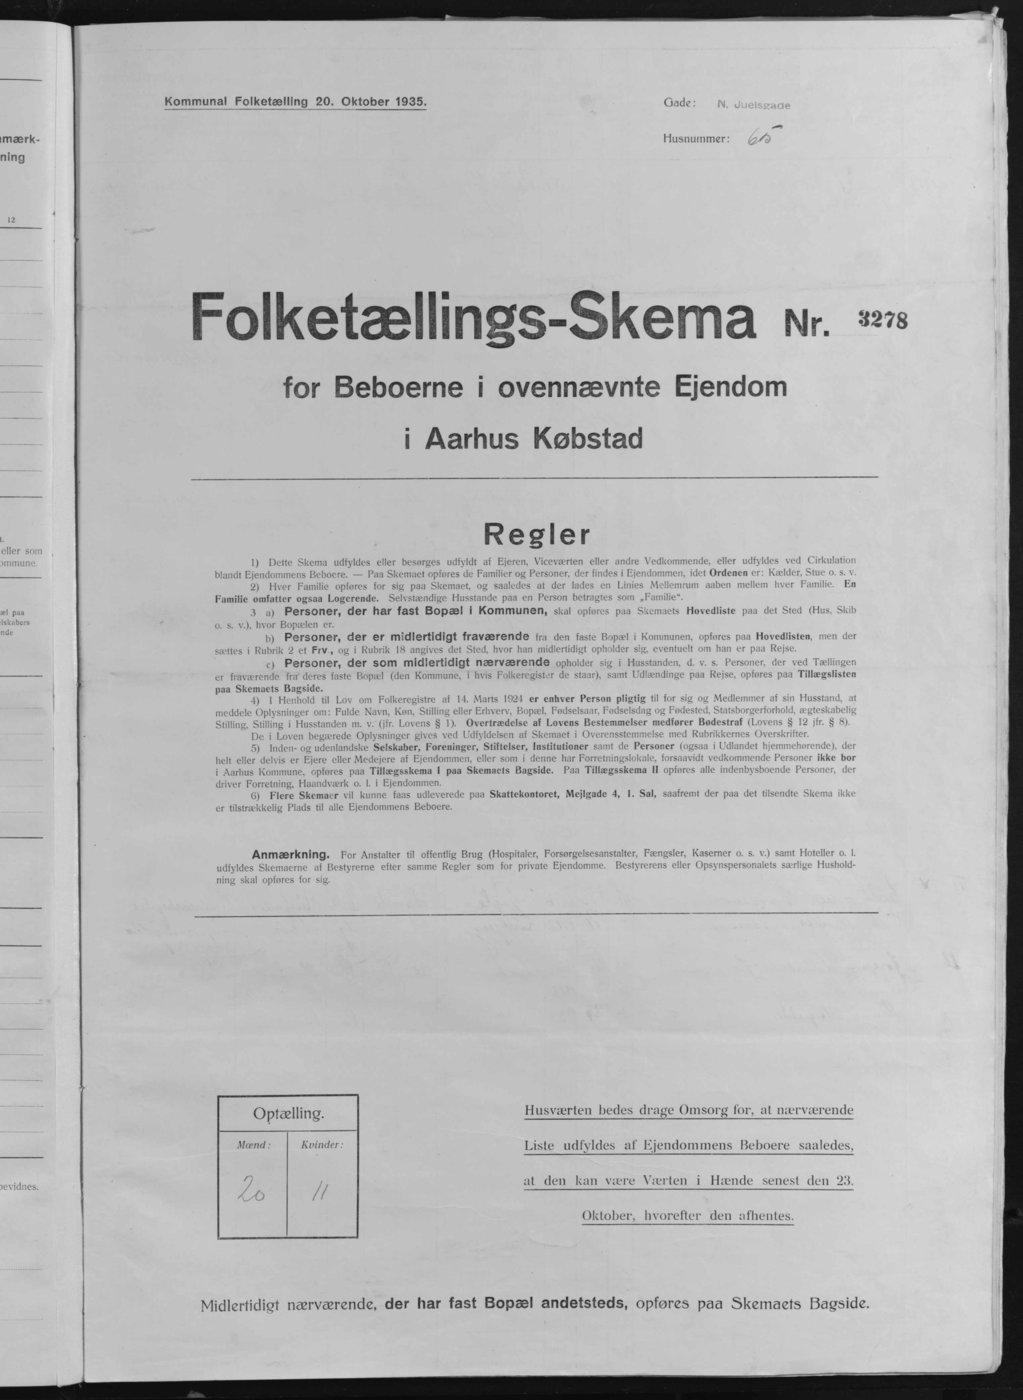 Kommunal Folketælling 20. Oktober 1935.
Gade: N. Juelsgade
Husnummer: 65
Folketællings-Skema Nr. 3278
for Beboerne i ovennævnte Ejendom
i Aarhus Købstad
Regler
1) Dette Skema udfyldes eller besørges udfyldt af Ejeren, Viceværten eller andre Vedkommende, eller udfyldes ved Cirkulation
blandt Ejendommens Beboere. — Paa Skemaet opføres de Familier og Personer, der findes i Ejendommen, idet Ordenen er: Kælder, Stue o. s. v.
2) Hver Familie opføres for sig paa Skemaet, og saaledes at der lades en Linies Mellemrum aaben mellem hver Familie. En
Familie omfatter ogsaa Logerende. Selvstændige Husstande paa en Person betragtes som „Familie“.
3 a) Personer, der har fast Bopæl i Kommunen, skal opføres paa Skemaets Hovedliste paa det Sted (Hus, Skib
o. s. v.), hvor Bopælen er.
b) Personer, der er midlertidigt fraværende fra den faste Bopæl i Kommunen, opføres paa Hovedlisten, men der
sættes i Rubrik 2 et Frv., og i Rubrik 18 angives det Sted, hvor han midlertidigt opholder sig, eventuelt om han er paa Rejse.
c) Personer, der som midlertidigt nærværende opholder sig i Husstanden, d. v. s. Personer, der ved Tællingen
er fraværende fra deres faste Bopæl (den Kommune, i hvis Folkeregister de staar), samt Udlændinge paa Rejse, opføres paa Tillægslisten
paa Skemaets Bagside.
4) I Henhold til Lov om Folkeregistre af 14. Marts 1924 er enhver Person pligtig til for sig og Medlemmer af sin Husstand, at
meddele Oplysninger om: Fulde Navn, Køn, Stilling eller Erhverv, Bopæl, Fødselsaar, Fødselsdag og Fødested, Statsborgerforhold, ægteskabelig
Stilling, Stilling i Husstanden m. v. (jfr. Lovens § 1). Overtrædelse af Lovens Bestemmelser medfører Bødestraf (Lovens § 12 jfr. § 8).
De i Loven begærede Oplysninger gives ved Udfyldelsen af Skemaet i Overensstemmelse med Rubrikkernes Overskrifter.
5) Inden- og udenlandske Selskaber, Foreninger, Stiftelser, Institutioner samt de Personer (ogsaa i Udlandet hjemmehørende), der
helt eller delvis er Ejere eller Medejere af Ejendommen, eller som i denne har Forretningslokale, forsaavidt vedkommende Personer ikke bor
i Aarhus Kommune, opføres paa Tillægsskema I paa Skemaets Bagside. Paa Tillægsskema II opføres alle indenbysboende Personer, der
driver Forretning, Haandværk o. l. i Ejendommen.
6) Flere Skemaer vil kunne faas udleverede paa Skattekontoret, Mejlgade 4, 1. Sal, saafremt der paa det tilsendte Skema ikke
er tilstrækkelig Plads til alle Ejendommens Beboere.
Anmærkning. For Anstalter til offentlig Brug (Hospitaler, Forsørgelsesanstalter, Fængsler, Kaserner o. s. v.) samt Hoteller o. l.
udfyldes Skemaerne af Bestyrerne efter samme Regler som for private Ejendomme. Bestyrerens eller Opsynspersonalets særlige Hushold-
ning skal opføres for sig.
Optælling.
Mænd: Kvinder:
20 11
Husværten bedes drage Omsorg for, at nærværende
Liste udfyldes af Ejendommens Beboere saaledes,
at den kan være Værten i Hænde senest den 23.
Oktober, hvorefter den afhentes.
Midlertidigt nærværende, der har fast Bopæl andetsteds, opføres paa Skemaets Bagside.
mærk-
ning
12
eller som
ommune.
æl paa
elskabers
nde
bevidnes.